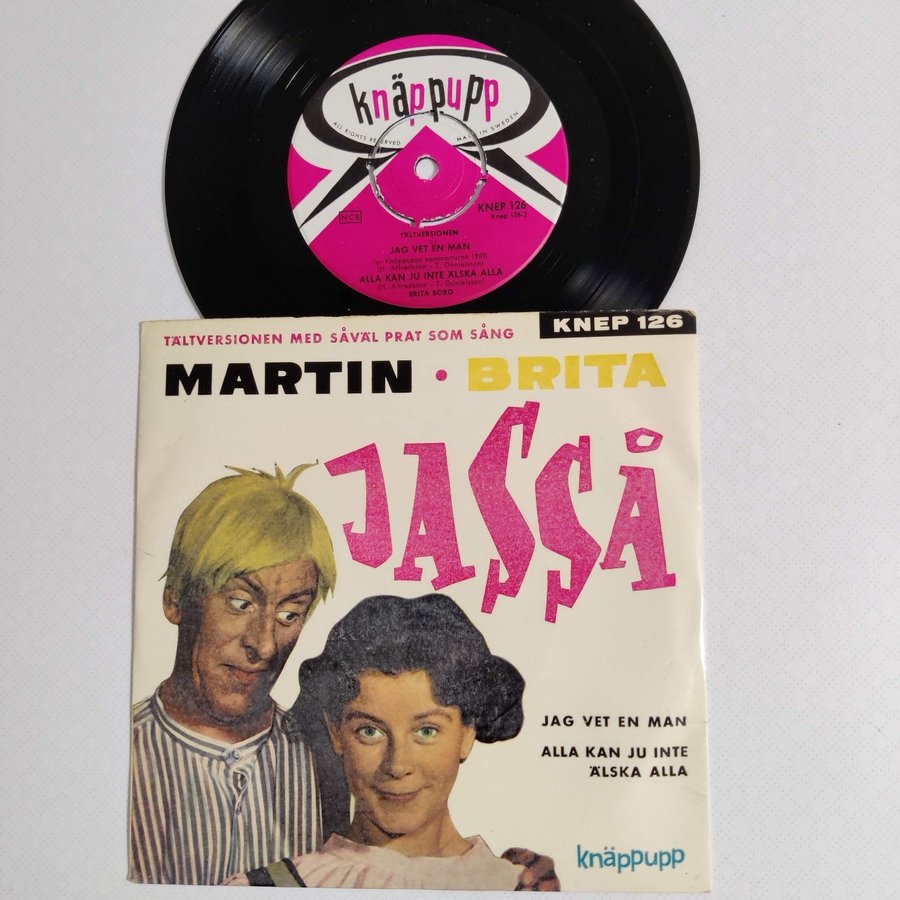 knäppupp
ALL RIGHTS RESERVED
MADE IN SWEDEN
NCB
KNEP 126
Knep 126-2
TÄLTVERSIONEN
JAG VET EN MAN
(ur Knäppupps sommarturné 1960)
(H. Alfredsson - T. Danielsson)
ALLA KAN JU INTE ÄLSKA ALLA
(H. Alfredsson - T. Danielsson)
BRITA BORG
KNEP 126
TÄLTVERSIONEN MED SÅVÄL PRAT SOM SÅNG
MARTIN • BRITA
JASSÅ
JAG VET EN MAN
ALLA KAN JU INTE
ÄLSKA ALLA
knäppupp